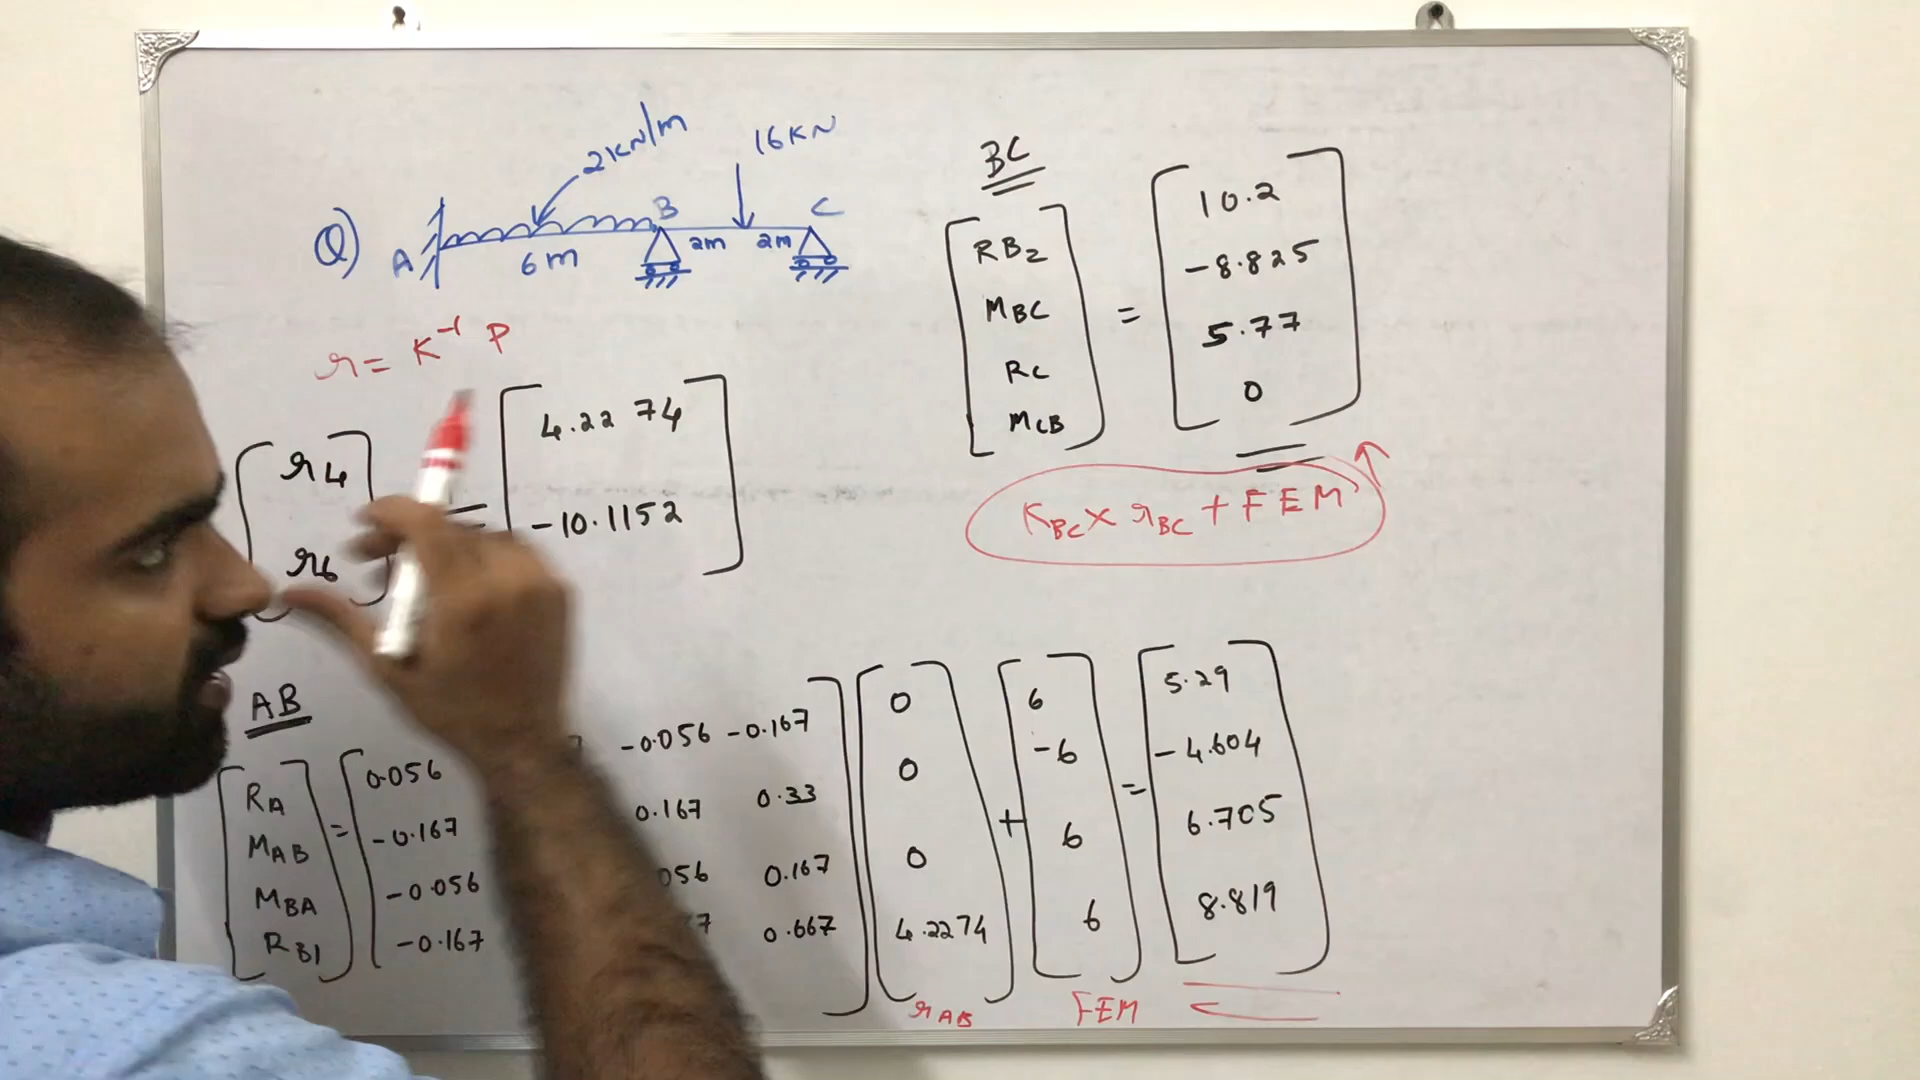 Q)
2KN/m
16KN
A
B
C
6m
2m
2m
r = K⁻¹ P
r4
r6
=
4.2274
-10.1152
BC
RB2
MBC
RC
MCB
=
10.2
-8.825
5.77
0
KBC × rBC + FEM
AB
RA
MAB
MBA
RB1
=
0.056 -0.056 -0.167
-0.167 0.167 0.33
-0.056 056 0.167
-0.167 7 0.667
0
0
0
4.2274
rAB
+
6
-6
6
6
FEM
=
5.29
-4.604
6.705
8.819